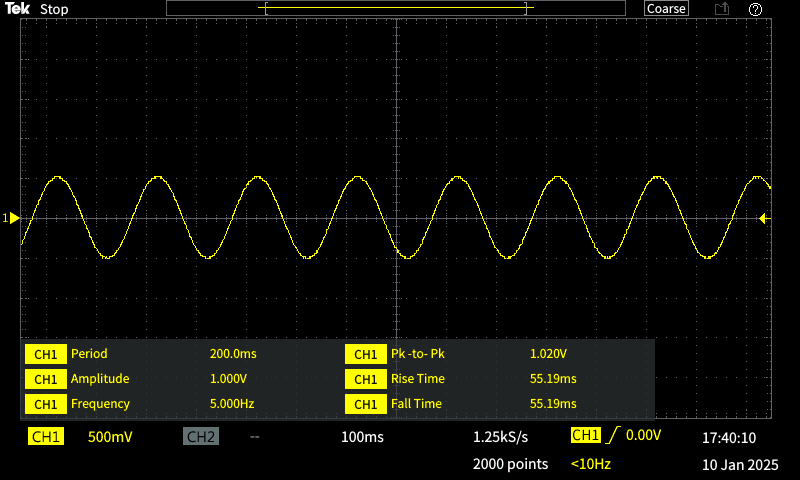 Tek Stop Coarse
1
CH1 Period 200.0ms CH1 Pk -to- Pk 1.020V
CH1 Amplitude 1.000V CH1 Rise Time 55.19ms
CH1 Frequency 5.000Hz CH1 Fall Time 55.19ms
CH1 500mV CH2 -- 100ms 1.25kS/s CH1 0.00V 17:40:10
2000 points <10Hz 10 Jan 2025